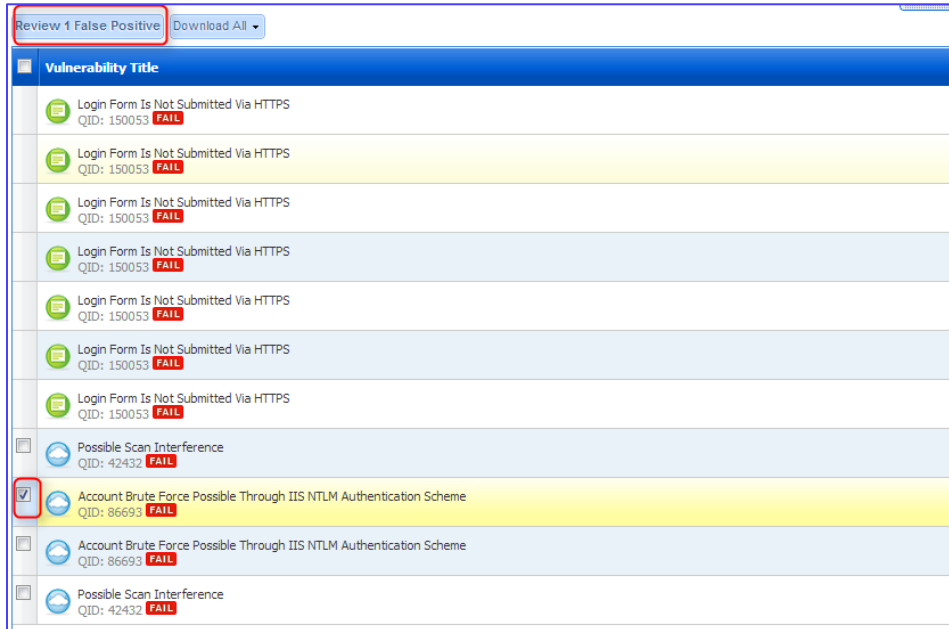 Review 1 False Positive Download All
Vulnerability Title
Login Form Is Not Submitted Via HTTPS
QID: 150053 FAIL
Login Form Is Not Submitted Via HTTPS
QID: 150053 FAIL
Login Form Is Not Submitted Via HTTPS
QID: 150053 FAIL
Login Form Is Not Submitted Via HTTPS
QID: 150053 FAIL
Login Form Is Not Submitted Via HTTPS
QID: 150053 FAIL
Login Form Is Not Submitted Via HTTPS
QID: 150053 FAIL
Login Form Is Not Submitted Via HTTPS
QID: 150053 FAIL
Possible Scan Interference
QID: 42432 FAIL
Account Brute Force Possible Through IIS NTLM Authentication Scheme
QID: 86693 FAIL
Account Brute Force Possible Through IIS NTLM Authentication Scheme
QID: 86693 FAIL
Possible Scan Interference
QID: 42432 FAIL